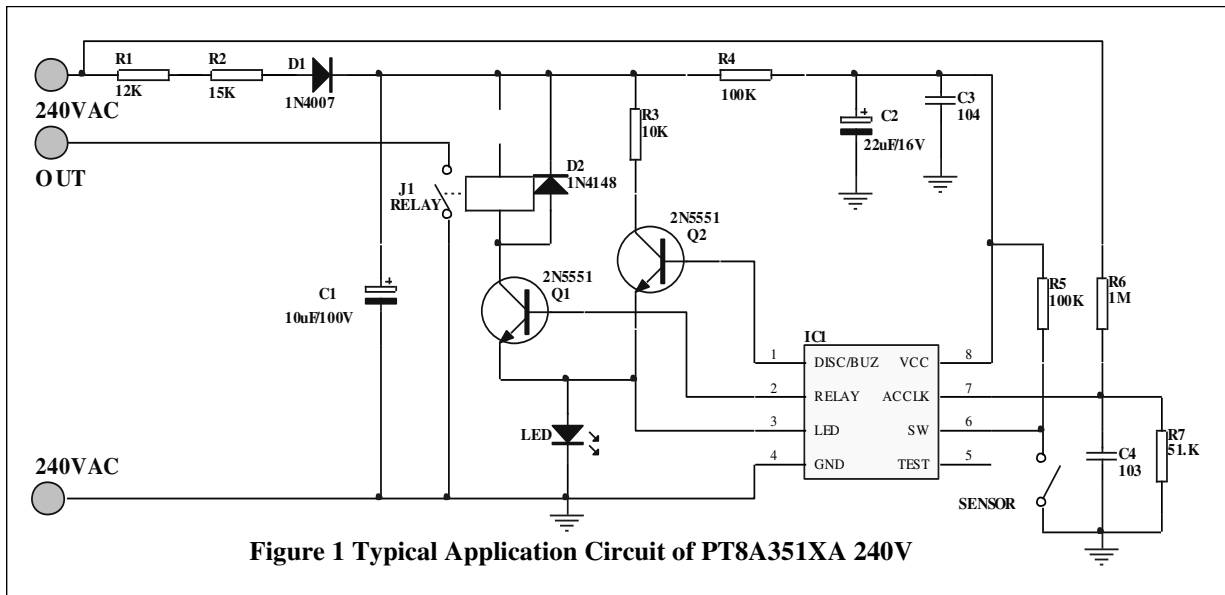 R1
R2
D1
R4
12K
15K
1N4007
100K
240VAC
OUT
R3
10K
C2
22uF/16V
C3
104
D2
1N4148
J1
RELAY
2N5551
Q2
2N5551
Q1
C1
10uF/100V
R5
100K
R6
1M
IC1
1 DISC/BUZ VCC 8
2 RELAY ACCLK 7
3 LED SW 6
4 GND TEST 5
LED
R7
51.K
C4
103
SENSOR
240VAC
Figure 1 Typical Application Circuit of PT8A351XA 240V